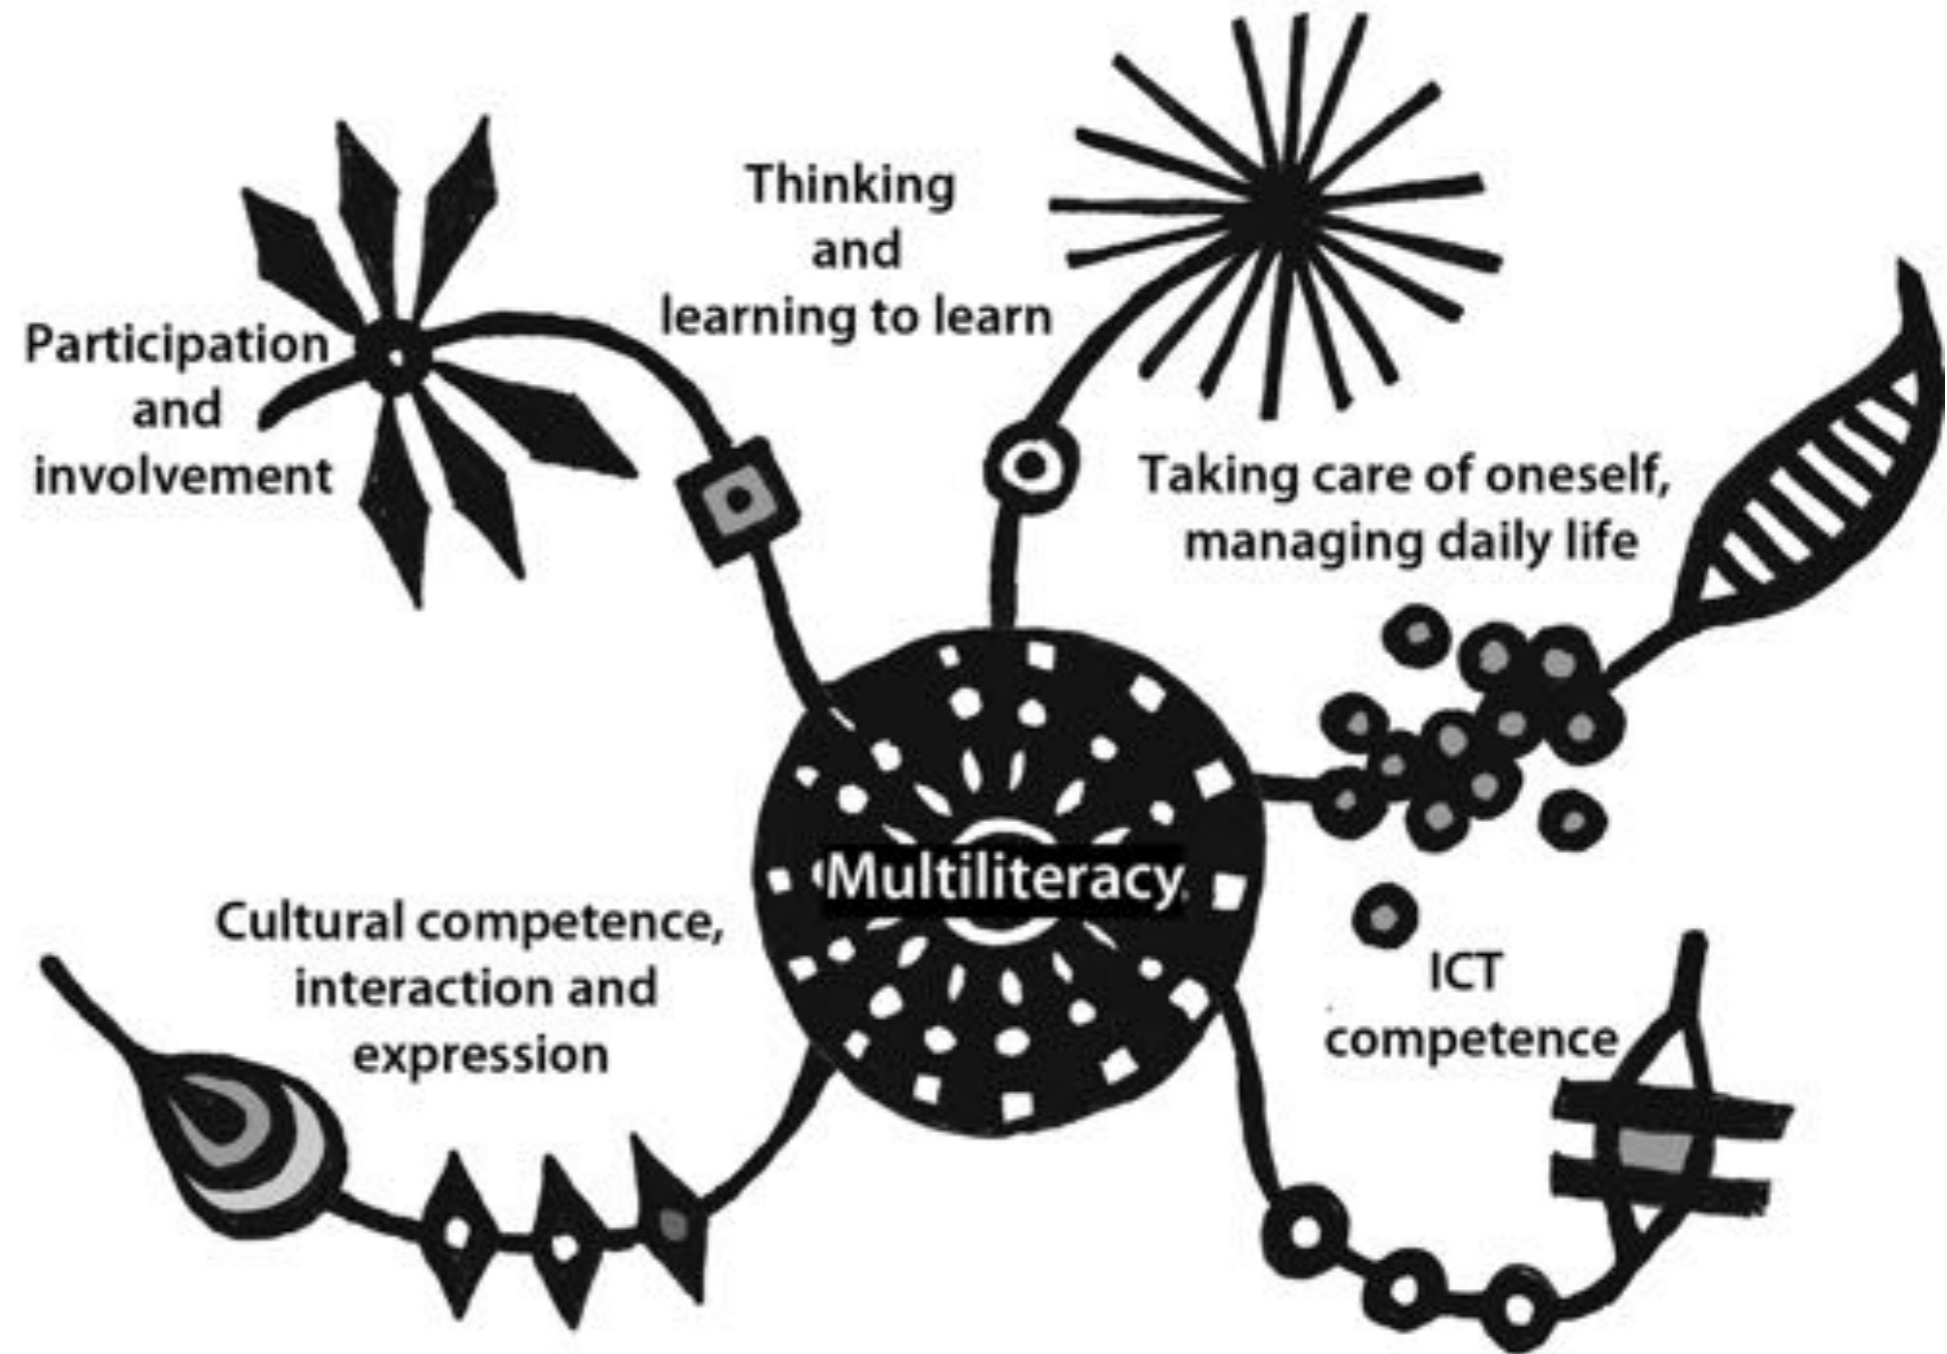 Thinking
and
learning to learn
Participation
and
involvement
Taking care of oneself,
managing daily life
Multiliteracy
Cultural competence,
interaction and
expression
ICT
competence